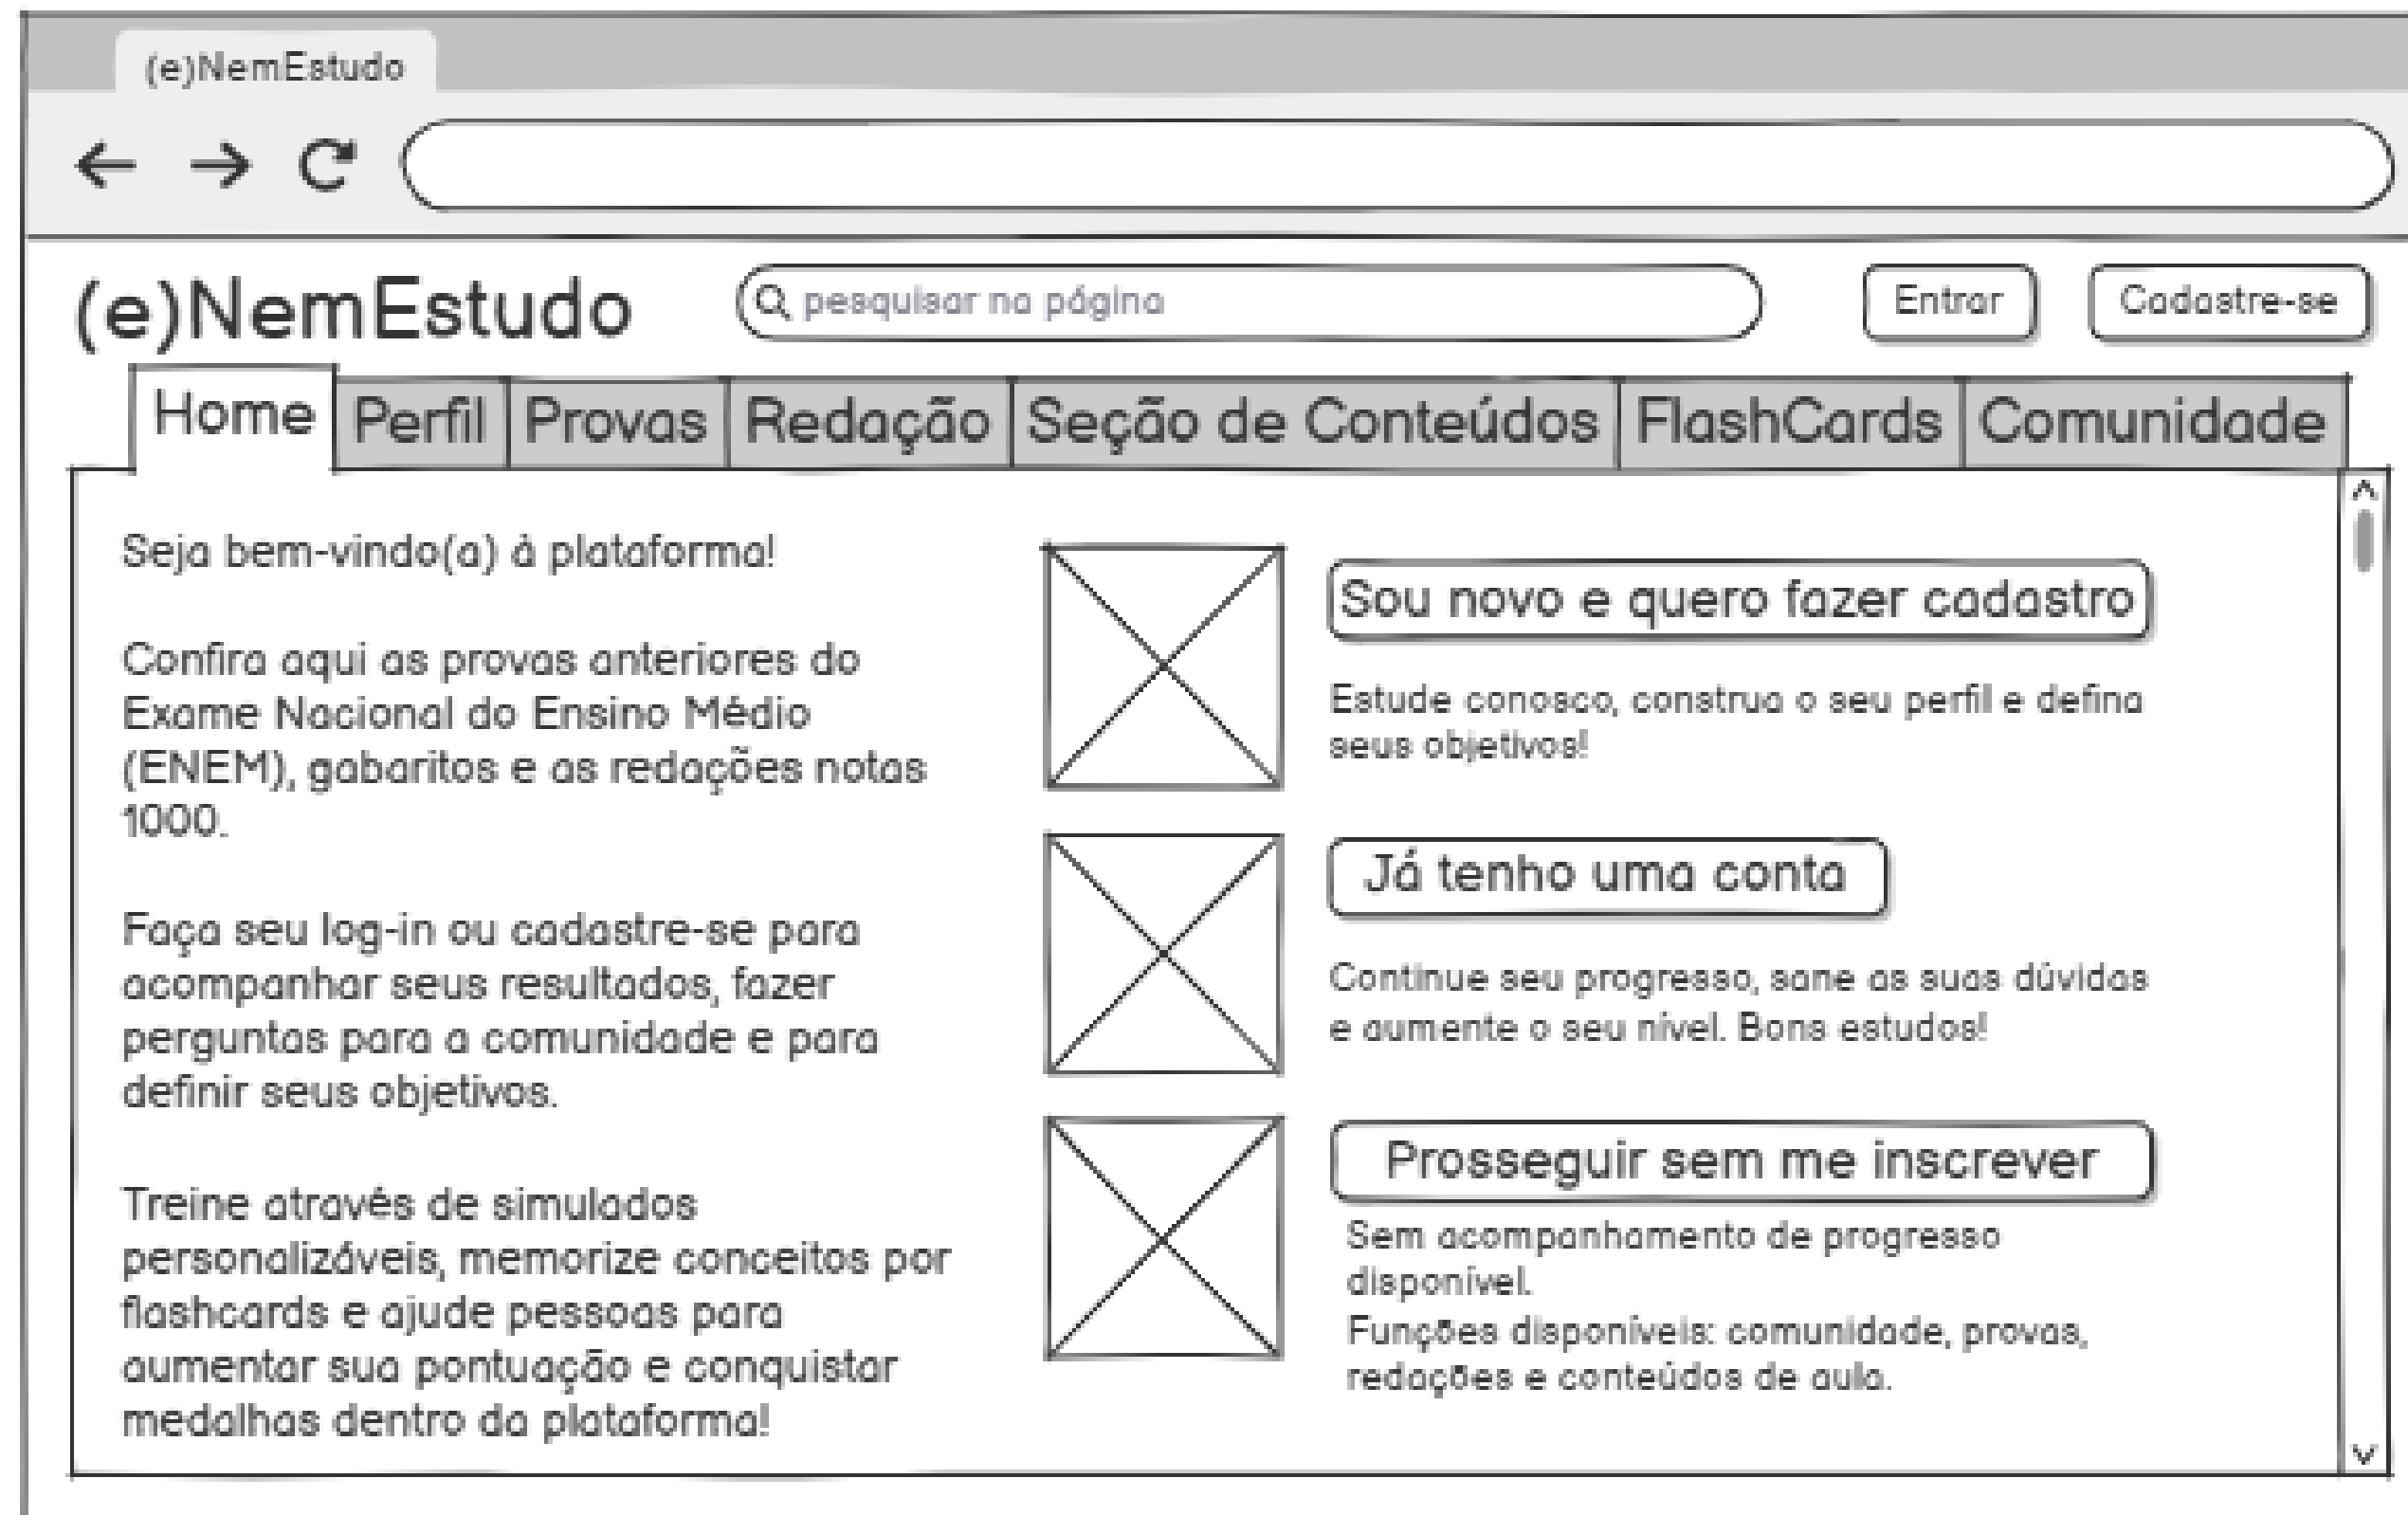 (e)NemEstudo
(e)NemEstudo
pesquisar na página
Entrar
Cadastre-se
Home
Perfil
Provas
Redação
Seção de Conteúdos
FlashCards
Comunidade
Seja bem-vindo(a) à plataforma!
Confira aqui as provas anteriores do
Exame Nacional do Ensino Médio
(ENEM), gabaritos e as redações notas
1000.
Faça seu log-in ou cadastre-se para
acompanhar seus resultados, fazer
perguntas para a comunidade e para
definir seus objetivos.
Treine através de simulados
personalizáveis, memorize conceitos por
flashcards e ajude pessoas para
aumentar sua pontuação e conquistar
medalhas dentro da plataforma!
Sou novo e quero fazer cadastro
Estude conosco, construa o seu perfil e defina
seus objetivos!
Já tenho uma conta
Continue seu progresso, sane as suas dúvidas
e aumente o seu nível. Bons estudos!
Prosseguir sem me inscrever
Sem acompanhamento de progresso
disponível.
Funções disponíveis: comunidade, provas,
redações e conteúdos de aula.